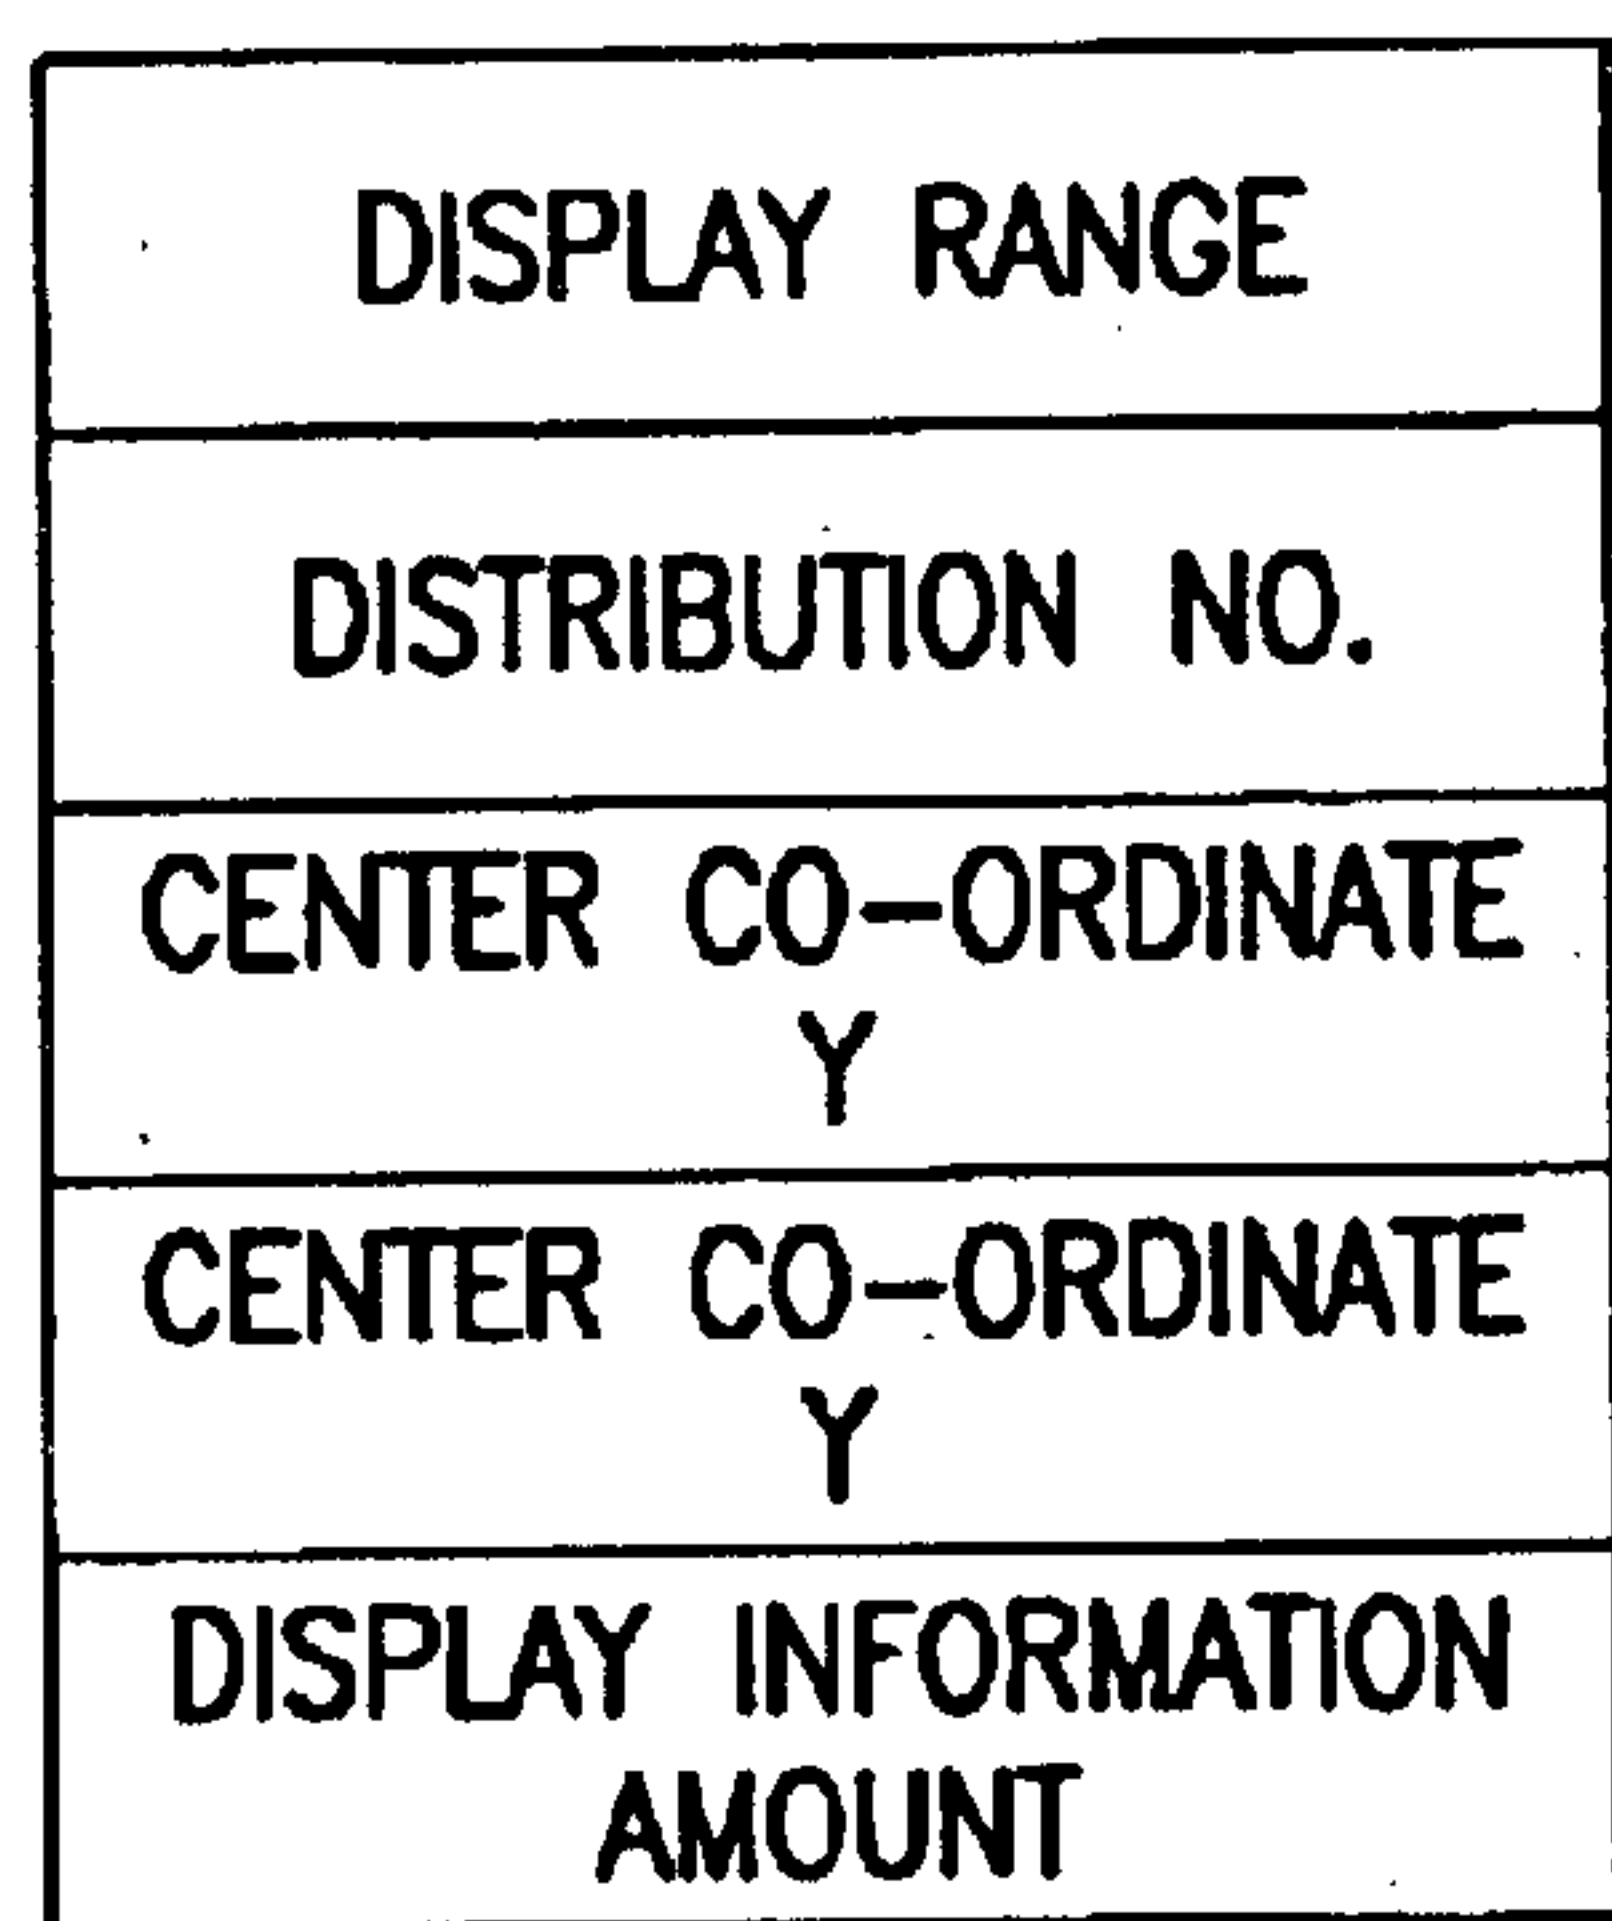 DISPLAY RANGE
DISTRIBUTION NO.
CENTER CO-ORDINATE
Y
CENTER CO-ORDINATE
Y
DISPLAY INFORMATION
AMOUNT